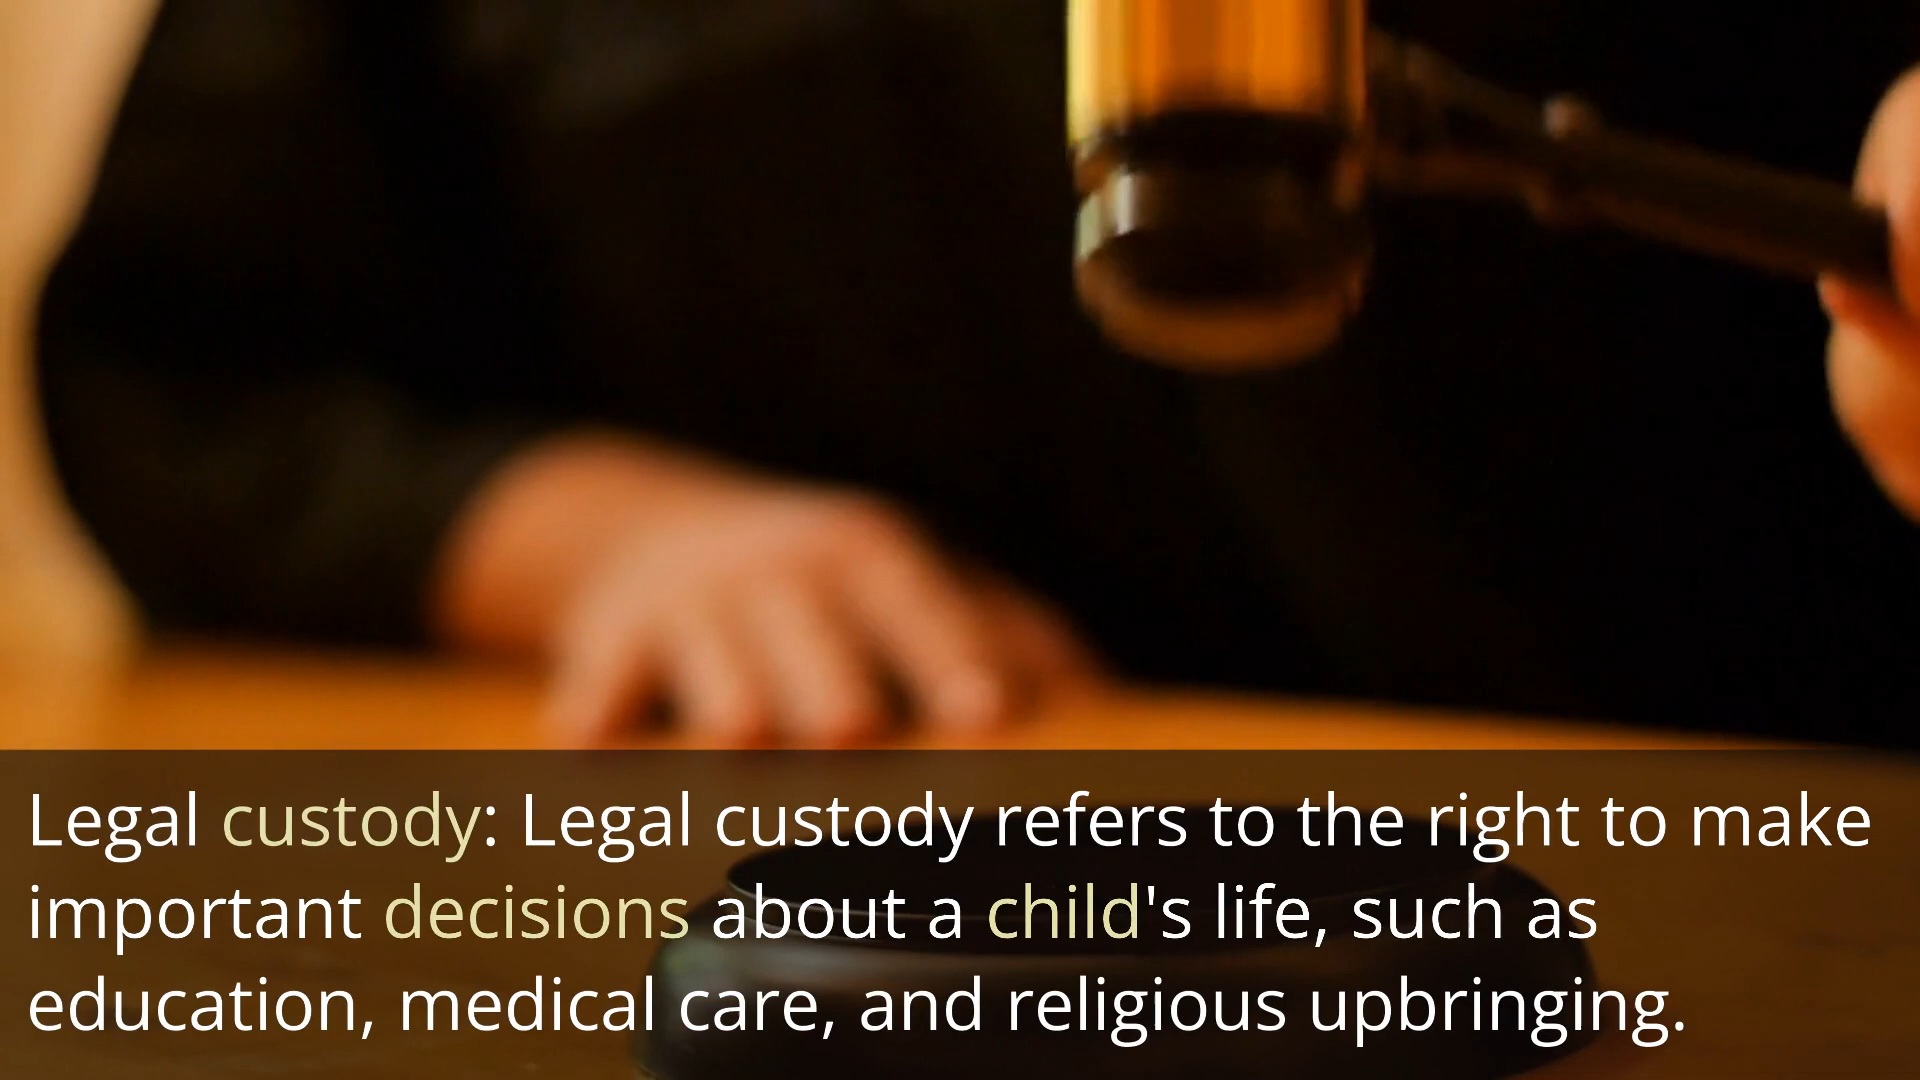 Legal custody: Legal custody refers to the right to make
important decisions about a child's life, such as
education, medical care, and religious upbringing.